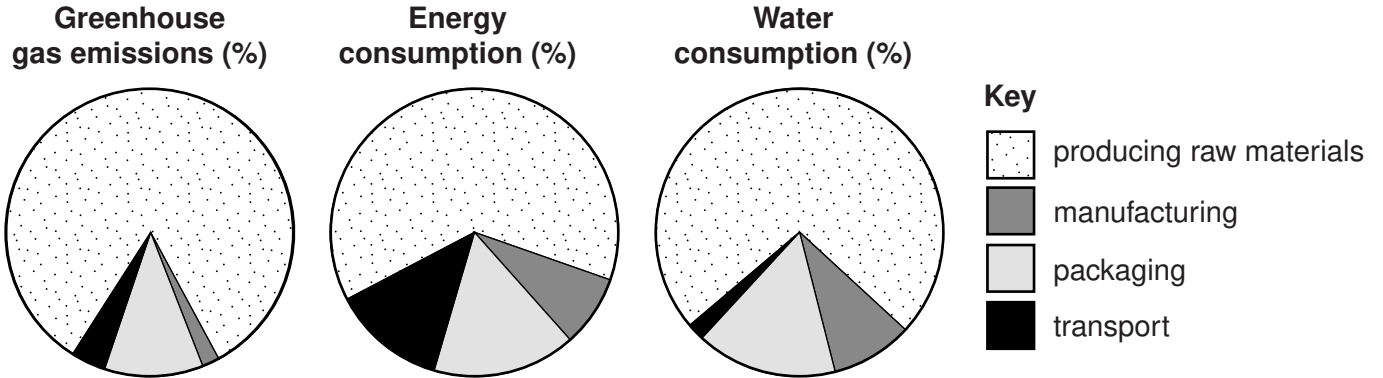 Greenhouse
gas emissions (%)
Energy
consumption (%)
Water
consumption (%)
Key
producing raw materials
manufacturing
packaging
transport